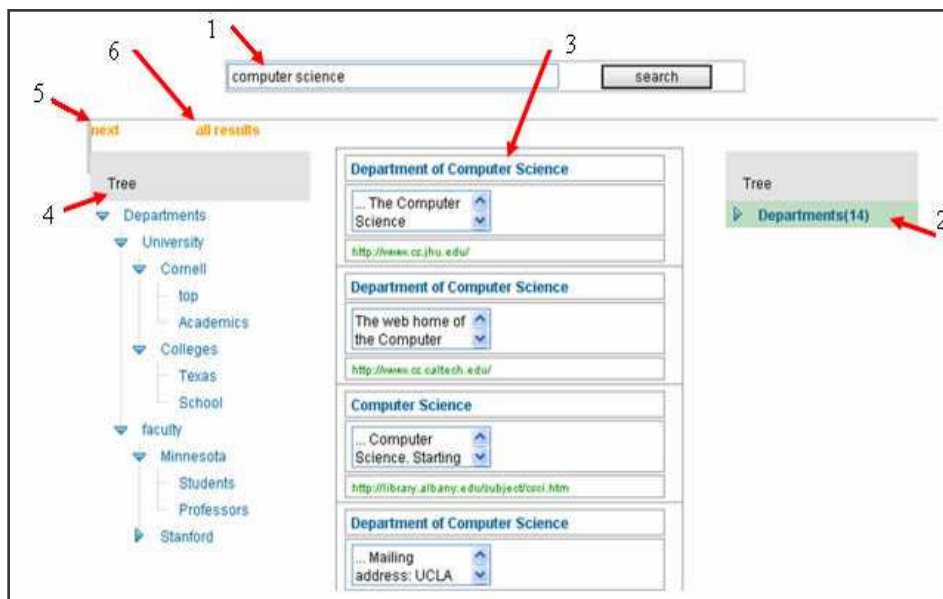 1
6
3
computer science
search
5
next
all results
Tree
4
Departments
University
Cornell
top
Academics
Colleges
Texas
School
faculty
Minnesota
Students
Professors
Stanford
Department of Computer Science
... The Computer
Science
http://www.cs.jhu.edu/
Department of Computer Science
The web home of
the Computer
http://www.cs.caltech.edu/
Computer Science
... Computer
Science. Starting
http://library.albany.edu/subject/csci.htm
Department of Computer Science
... Mailing
address: UCLA
Tree
Departments(14)
2